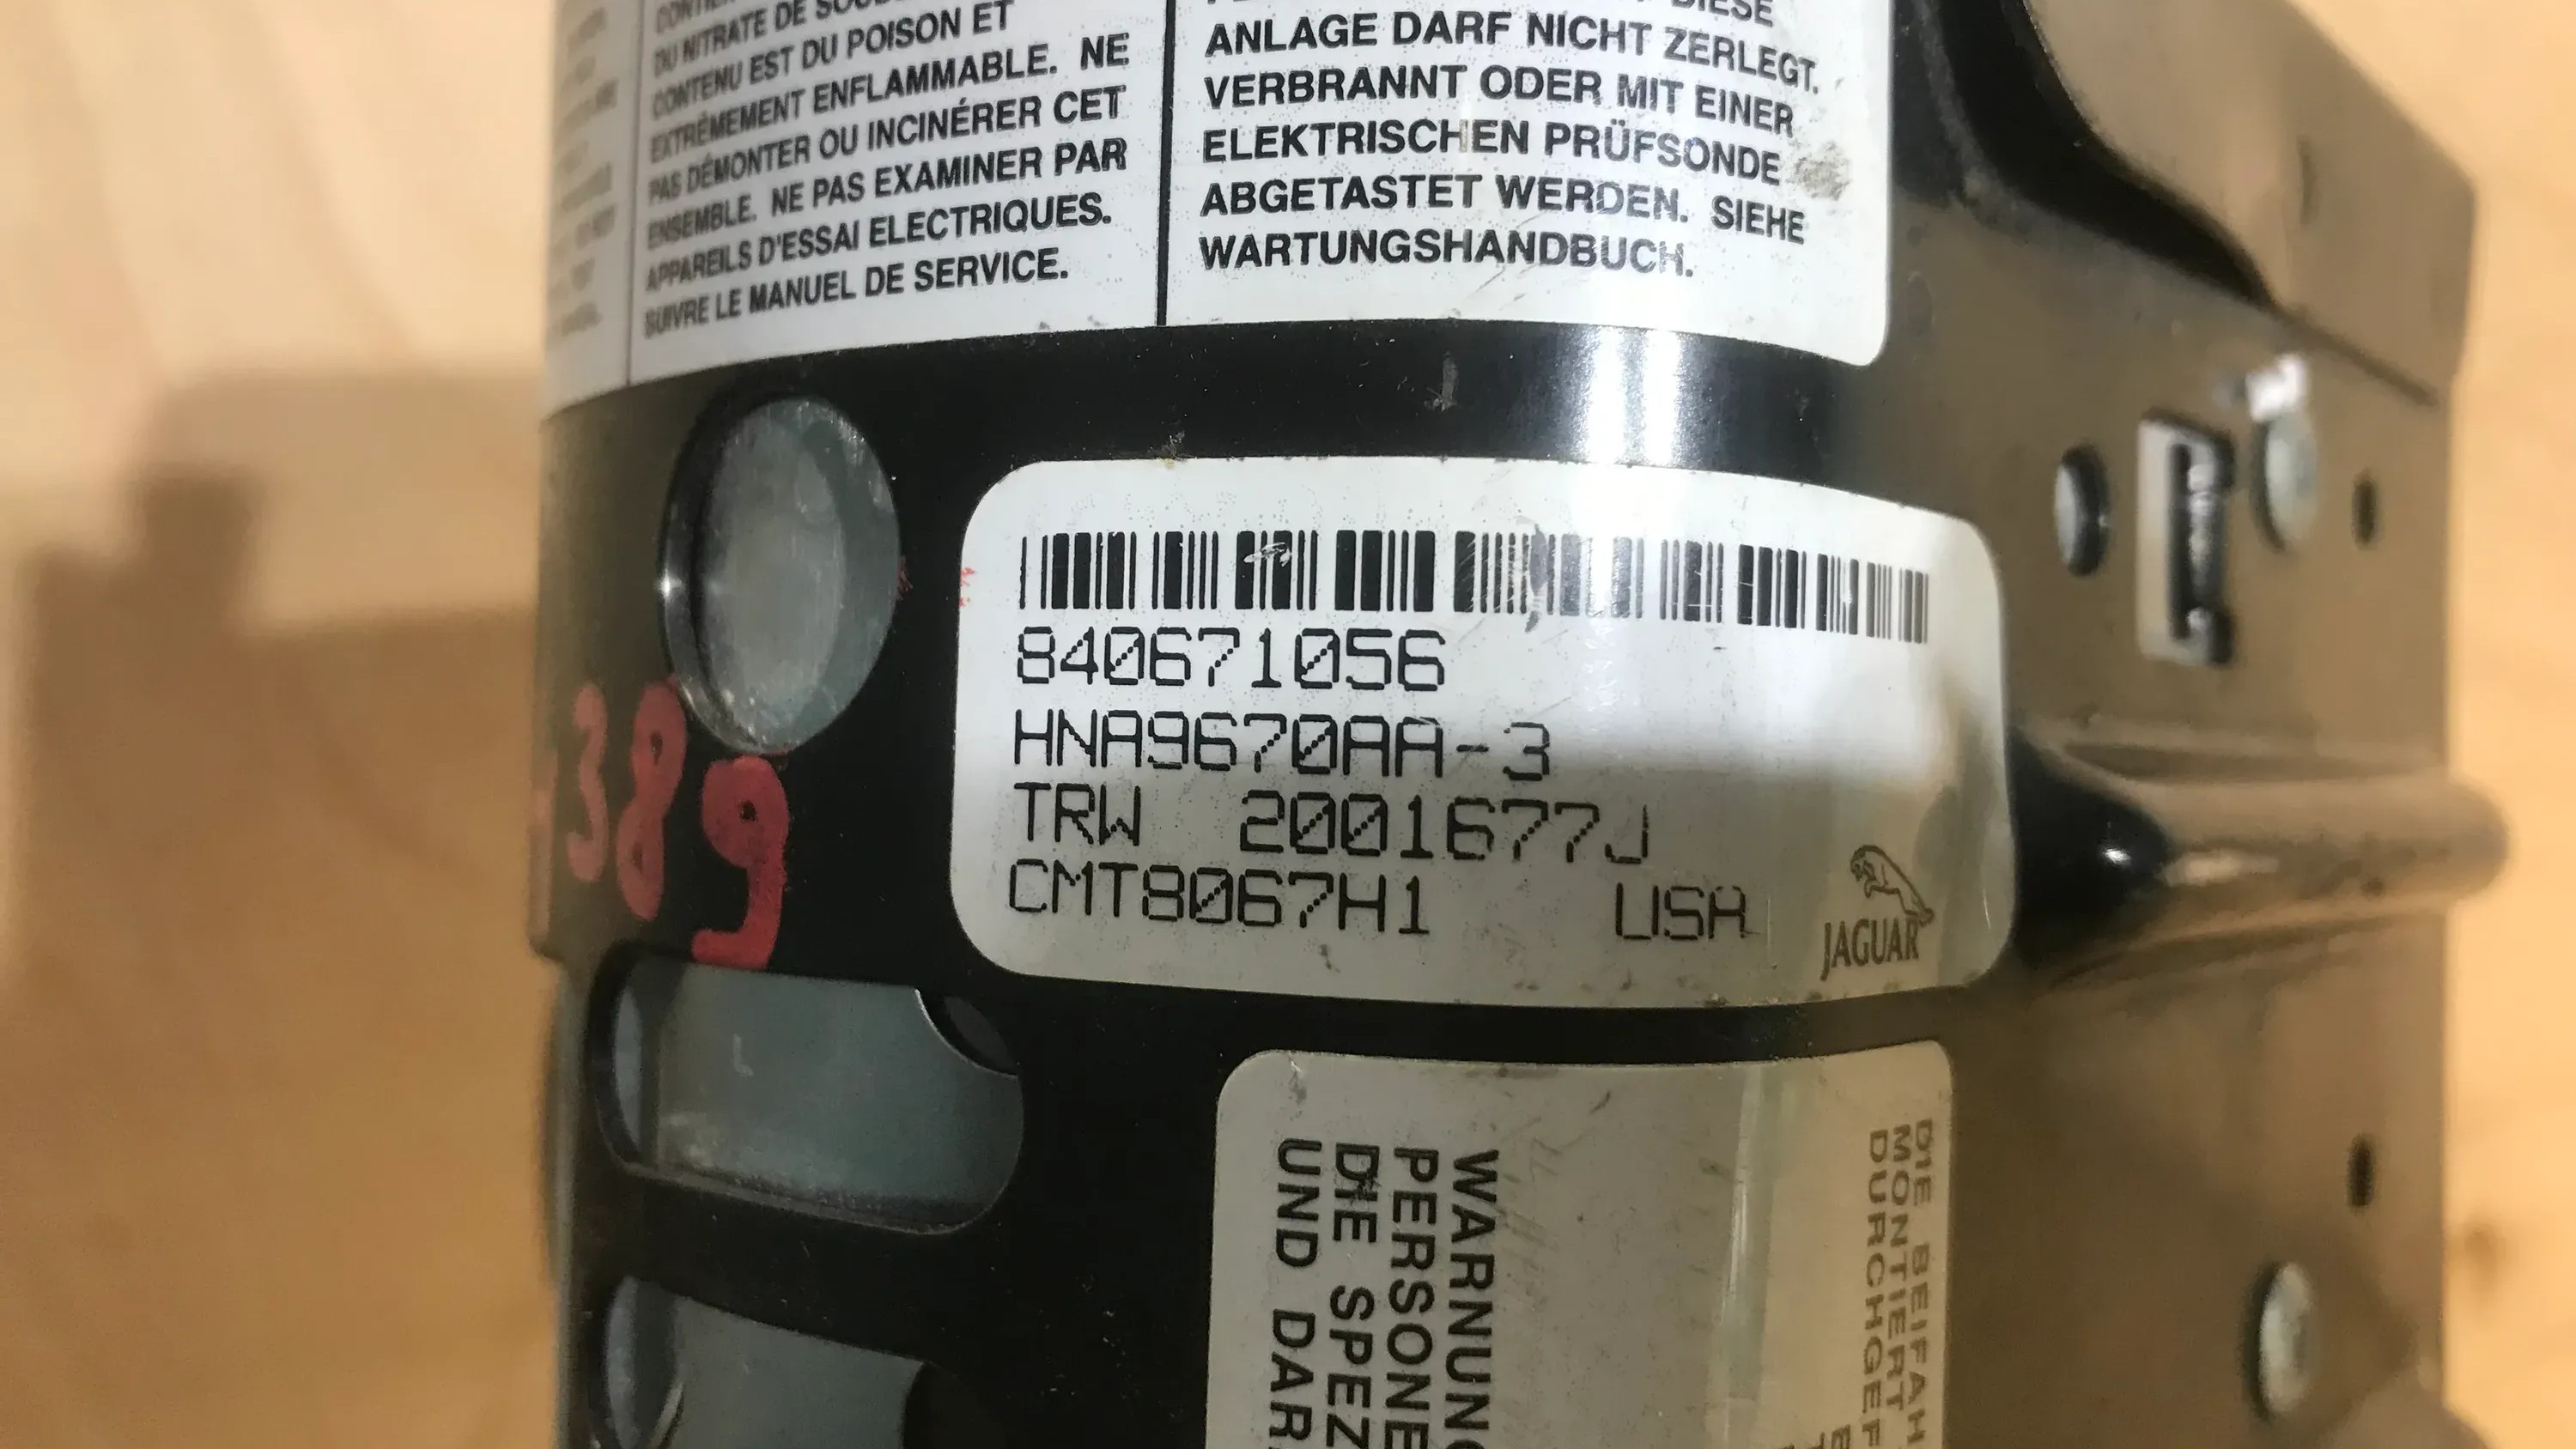 DU NITRATE DE
CONTENU EST DU POISON ET
EXTRÊMEMENT ENFLAMMABLE. NE
PAS DÉMONTER OU INCINÉRER CET
ENSEMBLE. NE PAS EXAMINER PAR
APPAREILS D'ESSAI ELECTRIQUES.
SUIVRE LE MANUEL DE SERVICE.
DIESE
ANLAGE DARF NICHT ZERLEGT,
VERBRANNT ODER MIT EINER
ELEKTRISCHEN PRÜFSONDE
ABGETASTET WERDEN. SIEHE
WARTUNGSHANDBUCH.
389
840671056
HNA9670AA-3
TRW 2001677J
CMT8067H1 USA
JAGUAR
WARNUNG
PERSONE
DIE SPEZ
UND DAR
DIE BEIFAH
MONTIERT
DURCHGEF